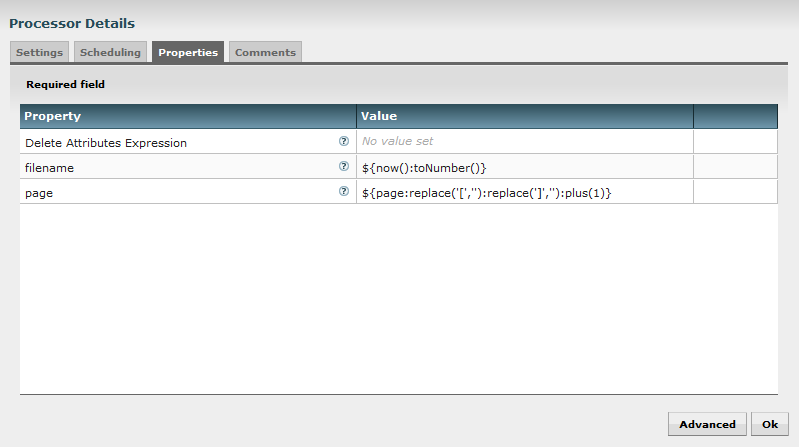 Processor Details
Settings Scheduling Properties Comments
Required field
Property Value
Delete Attributes Expression ? No value set
filename ? ${now():toNumber()}
page ? ${page:replace('[',''):replace(']',''):plus(1)}
Advanced Ok